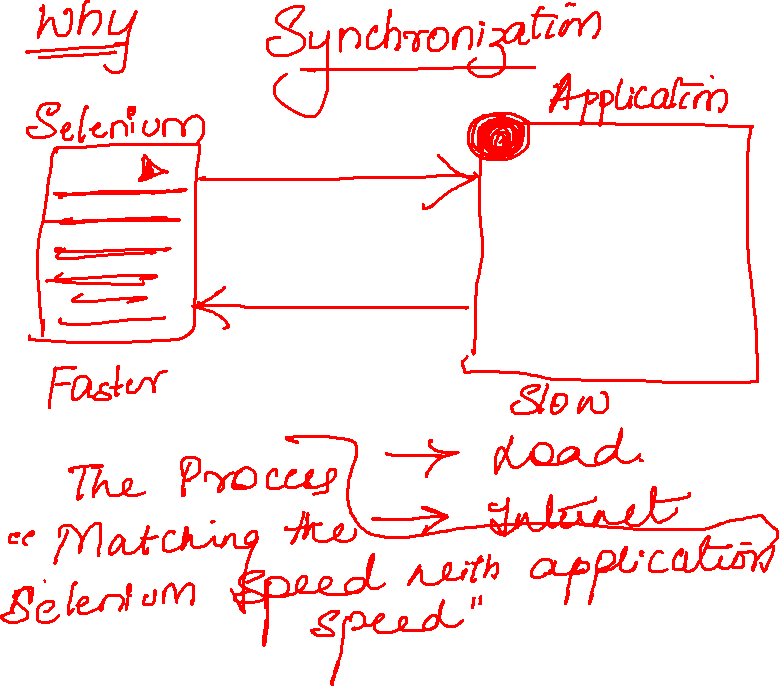 Why Synchronization
Selenium
Application
Faster
Slow
→ Load
The Process → Internet
"Matching the
Selenium speed with application
speed"